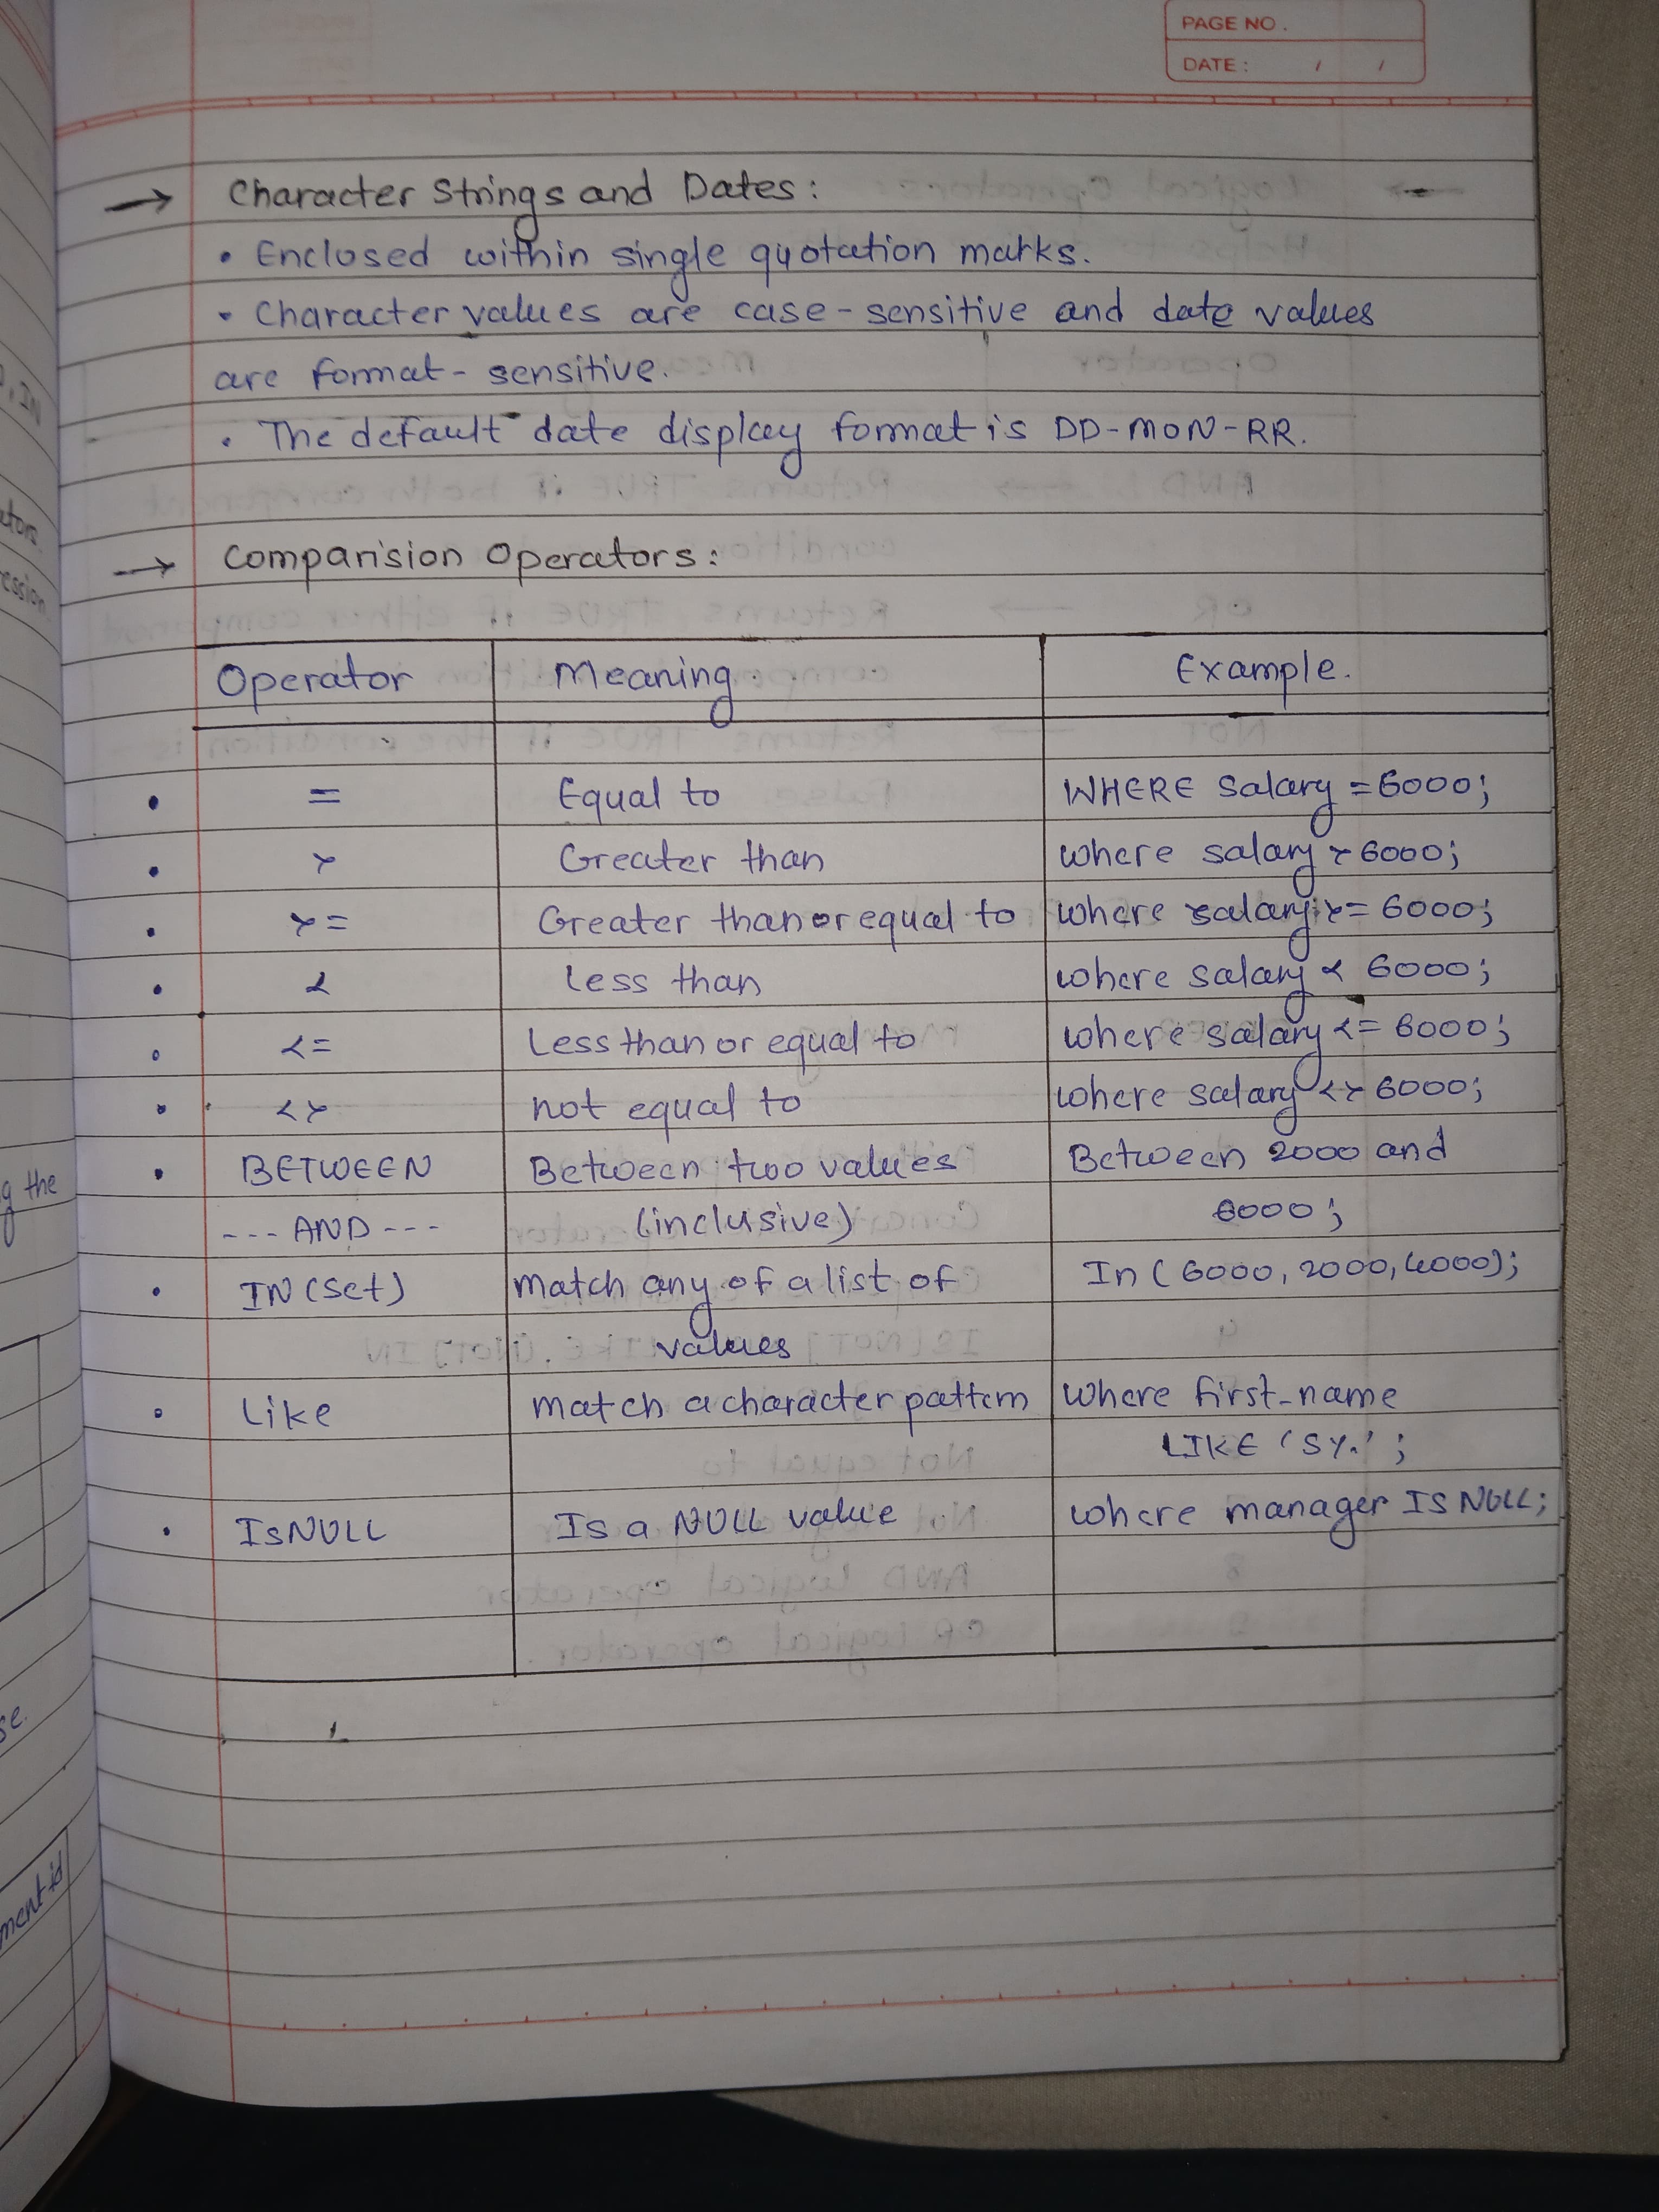 PAGE NO.
DATE: / /
→ Character Strings and Dates:
• Enclosed within single quotation marks.
• Character values are case-sensitive and date values
are format-sensitive.
• The default date display format is DD-MON-RR.
→ Comparision Operators:
Operator Meaning. Example.
• = Equal to WHERE salary = 6000;
• > Greater than where salary > 6000;
• >= Greater than or equal to where salary >= 6000;
• < less than where salary < 6000;
• <= Less than or equal to where salary <= 6000;
• <> not equal to where salary <> 6000;
• BETWEEN Between two values Between 2000 and
--- AND --- (inclusive) 6000;
• IN (set) match any of a list of In (6000, 2000, 4000);
values
• Like match a character pattern where first_name
LIKE 'S%';
• IsNULL Is a NULL value where manager IS NULL;
g the
se.
ment id